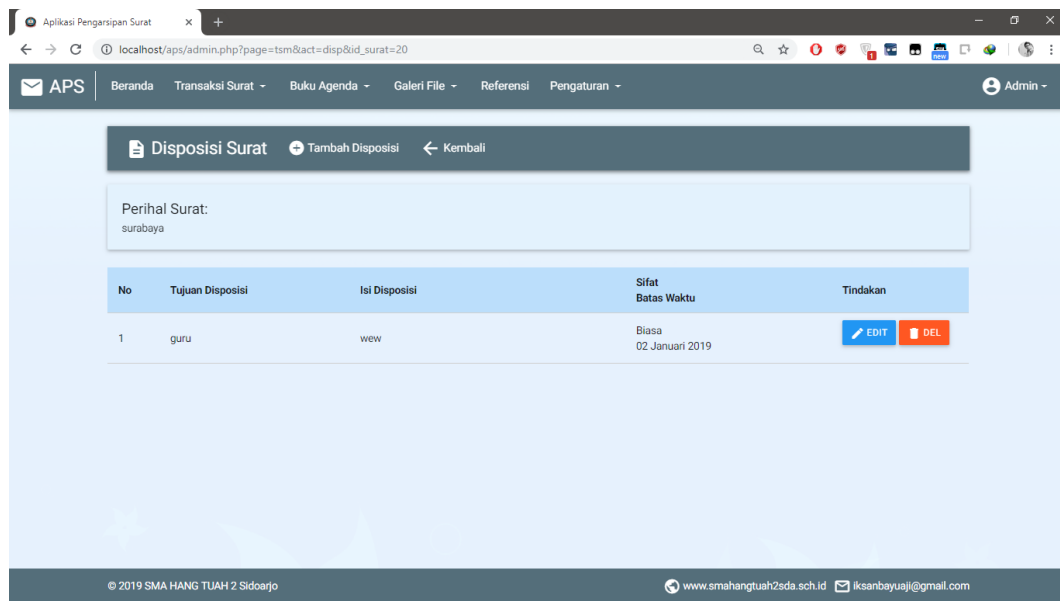 Aplikasi Pengarsipan Surat
localhost/aps/admin.php?page=tsm&act=disp&id_surat=20
1
new
APS Beranda Transaksi Surat Buku Agenda Galeri File Referensi Pengaturan Admin
Disposisi Surat Tambah Disposisi Kembali
Perihal Surat:
surabaya
No Tujuan Disposisi Isi Disposisi Sifat Batas Waktu Tindakan
1 guru wew Biasa 02 Januari 2019 EDIT DEL
© 2019 SMA HANG TUAH 2 Sidoarjo www.smahangtuah2sda.sch.id iksanbayuaji@gmail.com